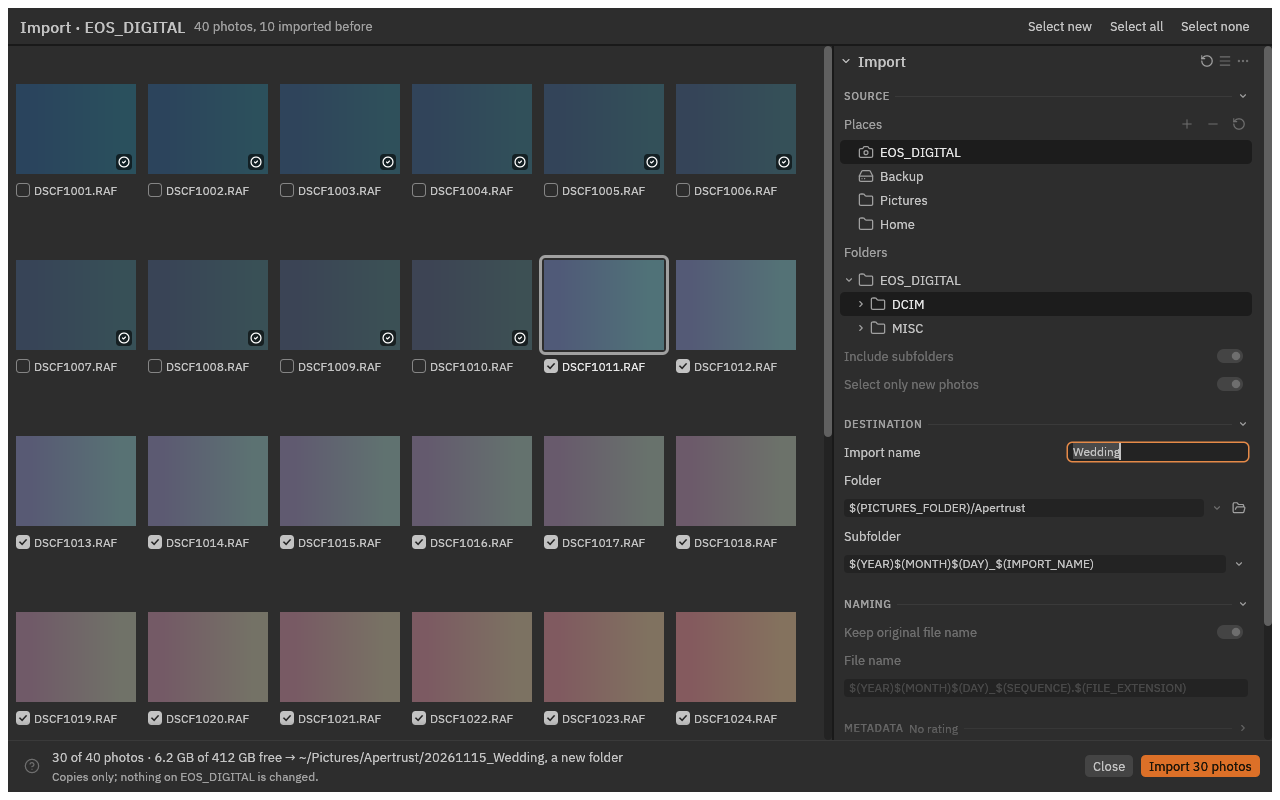 Import · EOS_DIGITAL 40 photos, 10 imported before Select new Select all Select none
DSCF1001.RAF DSCF1002.RAF DSCF1003.RAF DSCF1004.RAF DSCF1005.RAF DSCF1006.RAF
DSCF1007.RAF DSCF1008.RAF DSCF1009.RAF DSCF1010.RAF DSCF1011.RAF DSCF1012.RAF
DSCF1013.RAF DSCF1014.RAF DSCF1015.RAF DSCF1016.RAF DSCF1017.RAF DSCF1018.RAF
DSCF1019.RAF DSCF1020.RAF DSCF1021.RAF DSCF1022.RAF DSCF1023.RAF DSCF1024.RAF
Import
SOURCE
Places
EOS_DIGITAL
Backup
Pictures
Home
Folders
EOS_DIGITAL
DCIM
MISC
Include subfolders
Select only new photos
DESTINATION
Import name Wedding
Folder
$(PICTURES_FOLDER)/Apertrust
Subfolder
$(YEAR)$(MONTH)$(DAY)_$(IMPORT_NAME)
NAMING
Keep original file name
File name
$(YEAR)$(MONTH)$(DAY)_$(SEQUENCE).$(FILE_EXTENSION)
METADATA No rating
30 of 40 photos · 6.2 GB of 412 GB free → ~/Pictures/Apertrust/20261115_Wedding, a new folder
Copies only; nothing on EOS_DIGITAL is changed.
Close Import 30 photos